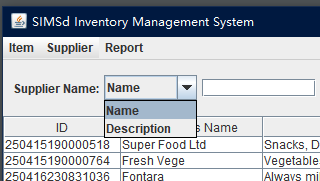 SIMSd Inventory Management System
Item Supplier Report
Supplier Name: Name
Name
Description
ID Name
250415190000518 Super Food Ltd Snacks, D
250415190000764 Fresh Vege Vegetable
250416230831036 Fontara Always mi